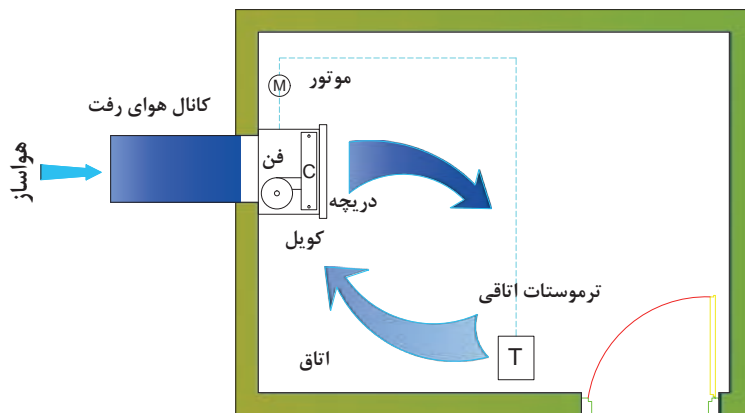 موتور
M
کانال هوای رفت
هواساز
فن
C
دریچه
کویل
ترموستات اتاقی
T
اتاق